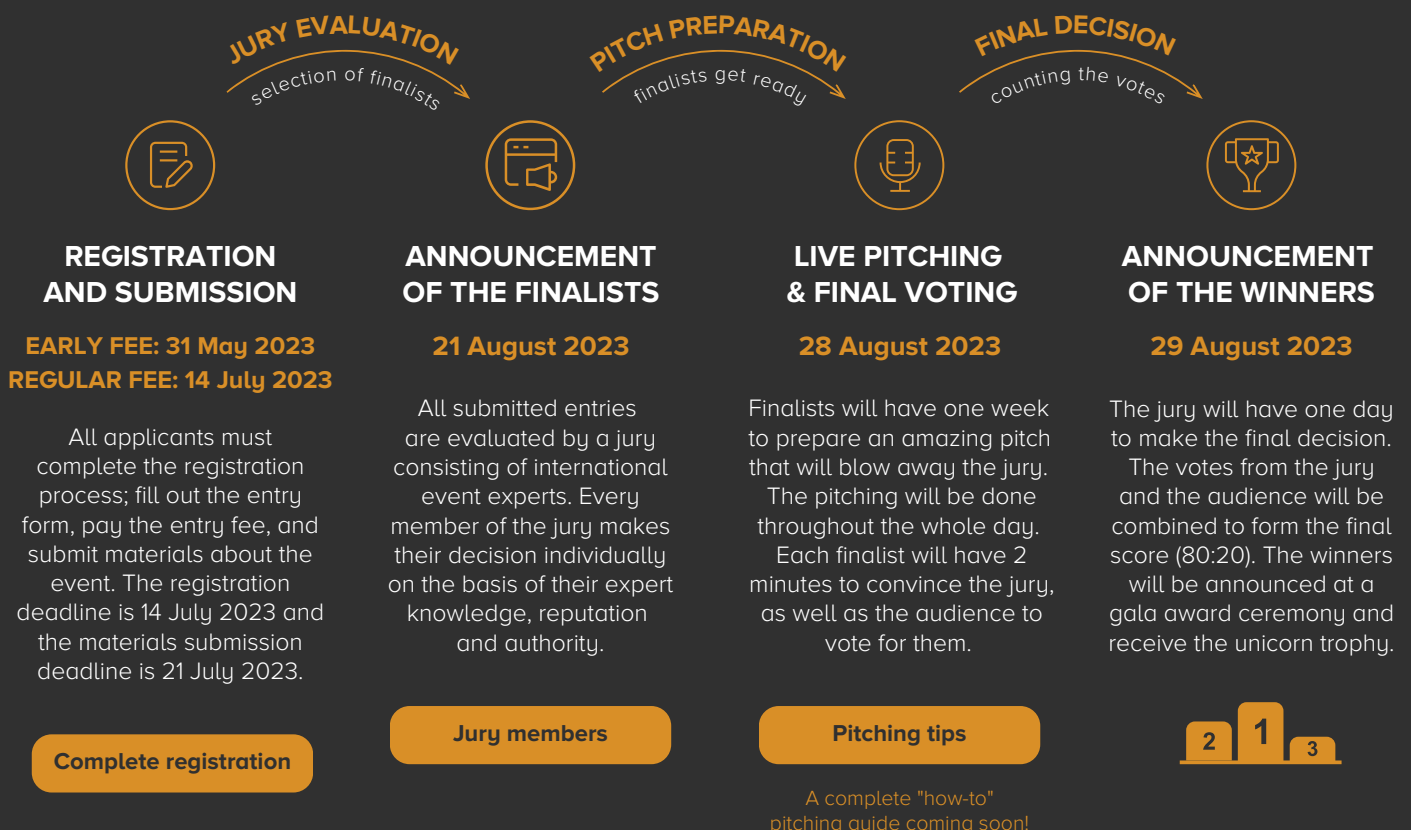 JURY EVALUATION
selection of finalists
PITCH PREPARATION
finalists get ready
FINAL DECISION
counting the votes
REGISTRATION
AND SUBMISSION
EARLY FEE: 31 May 2023
REGULAR FEE: 14 July 2023
All applicants must
complete the registration
process; fill out the entry
form, pay the entry fee, and
submit materials about the
event. The registration
deadline is 14 July 2023 and
the materials submission
deadline is 21 July 2023.
Complete registration
ANNOUNCEMENT
OF THE FINALISTS
21 August 2023
All submitted entries
are evaluated by a jury
consisting of international
event experts. Every
member of the jury makes
their decision individually
on the basis of their expert
knowledge, reputation
and authority.
Jury members
LIVE PITCHING
& FINAL VOTING
28 August 2023
Finalists will have one week
to prepare an amazing pitch
that will blow away the jury.
The pitching will be done
throughout the whole day.
Each finalist will have 2
minutes to convince the jury,
as well as the audience to
vote for them.
Pitching tips
A complete "how-to"
pitching guide coming soon!
ANNOUNCEMENT
OF THE WINNERS
29 August 2023
The jury will have one day
to make the final decision.
The votes from the jury
and the audience will be
combined to form the final
score (80:20). The winners
will be announced at a
gala award ceremony and
receive the unicorn trophy.
2 1 3